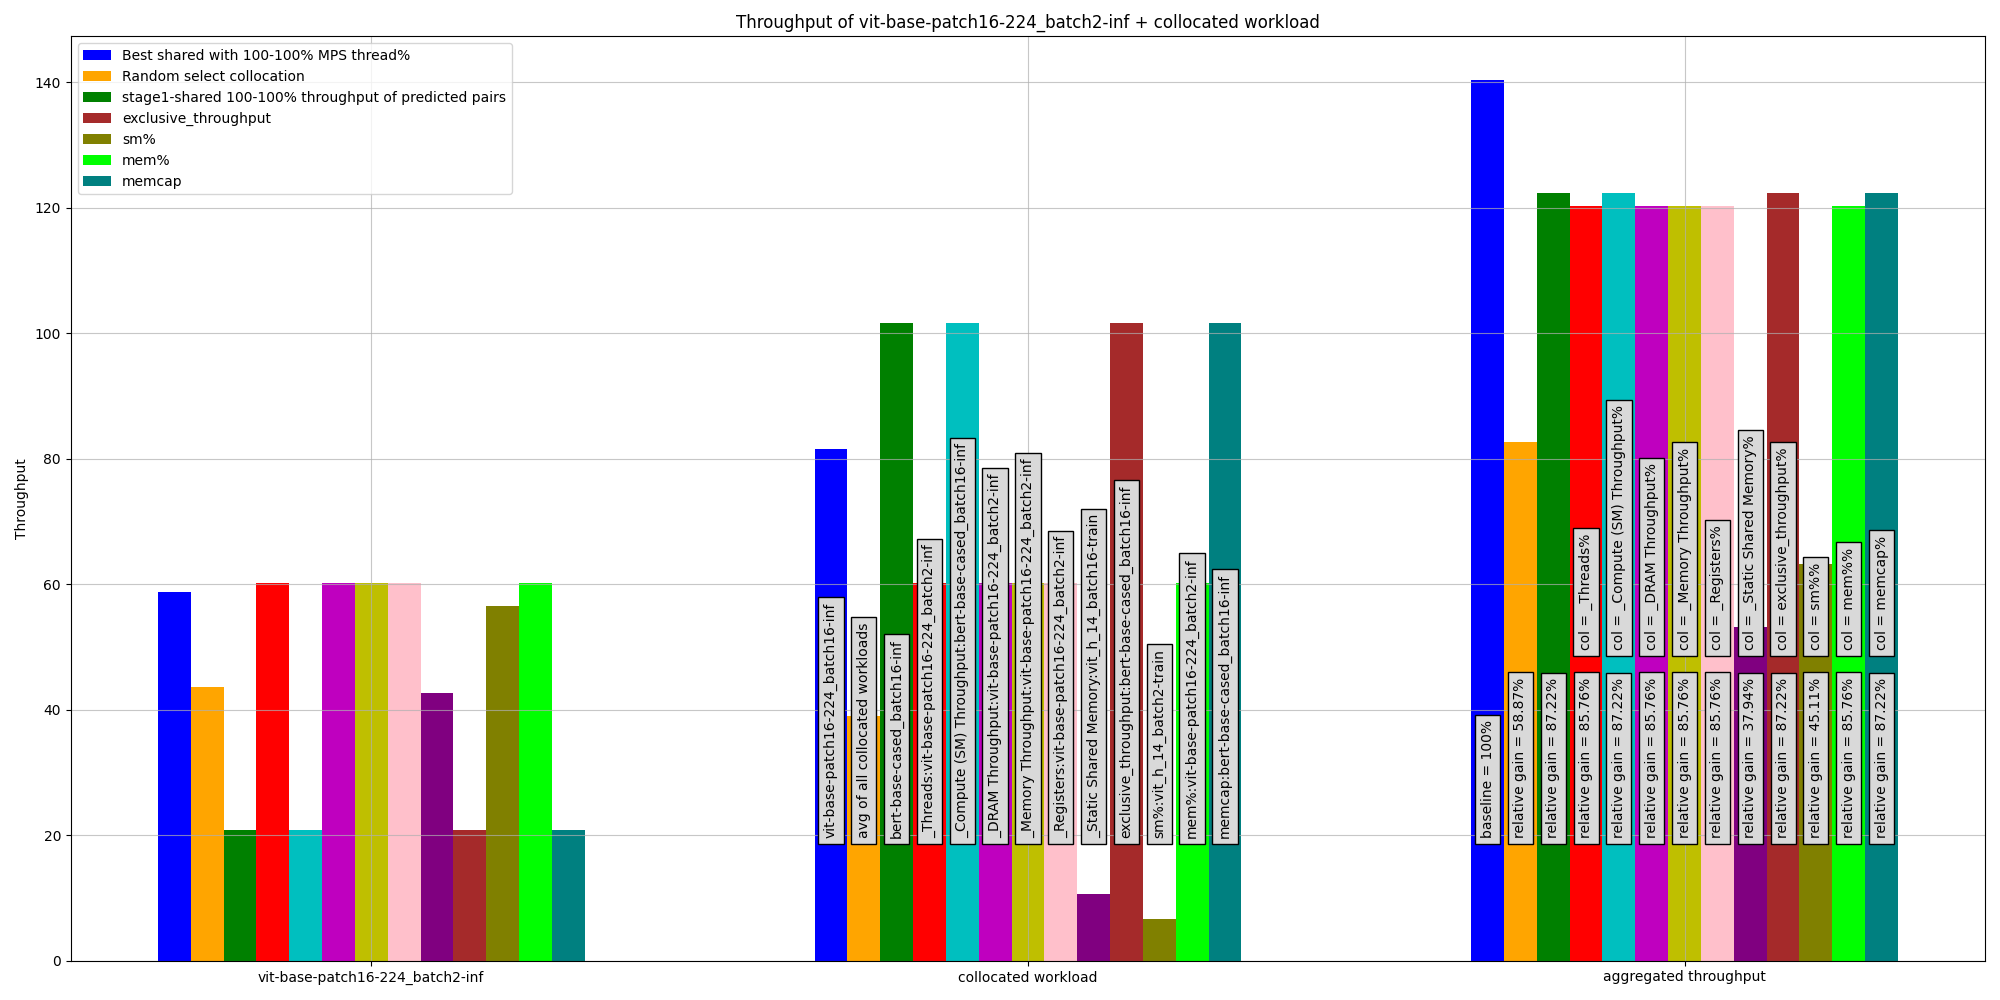 Throughput of vit-base-patch16-224_batch2-inf + collocated workload
Best shared with 100-100% MPS thread%
Random select collocation
stage1-shared 100-100% throughput of predicted pairs
exclusive_throughput
sm%
mem%
memcap
Throughput
140
120
100
80
60
40
20
0
vit-base-patch16-224_batch16-inf
avg of all collocated workloads
bert-base-cased_batch16-inf
_Threads:vit-base-patch16-224_batch2-inf
_Compute (SM) Throughput:bert-base-cased_batch16-inf
_DRAM Throughput:vit-base-patch16-224_batch2-inf
_Memory Throughput:vit-base-patch16-224_batch2-inf
_Registers:vit-base-patch16-224_batch2-inf
_Static Shared Memory:vit_h_14_batch16-train
exclusive_throughput:bert-base-cased_batch16-inf
sm%:vit_h_14_batch2-train
mem%:vit-base-patch16-224_batch2-inf
memcap:bert-base-cased_batch16-inf
col = _Threads%
col = _Compute (SM) Throughput%
col = _DRAM Throughput%
col = _Memory Throughput%
col = _Registers%
col = _Static Shared Memory%
col = exclusive_throughput%
col = sm%%
col = mem%%
col = memcap%
baseline = 100%
relative gain = 58.87%
relative gain = 87.22%
relative gain = 85.76%
relative gain = 87.22%
relative gain = 85.76%
relative gain = 85.76%
relative gain = 85.76%
relative gain = 37.94%
relative gain = 87.22%
relative gain = 45.11%
relative gain = 85.76%
relative gain = 87.22%
vit-base-patch16-224_batch2-inf
collocated workload
aggregated throughput